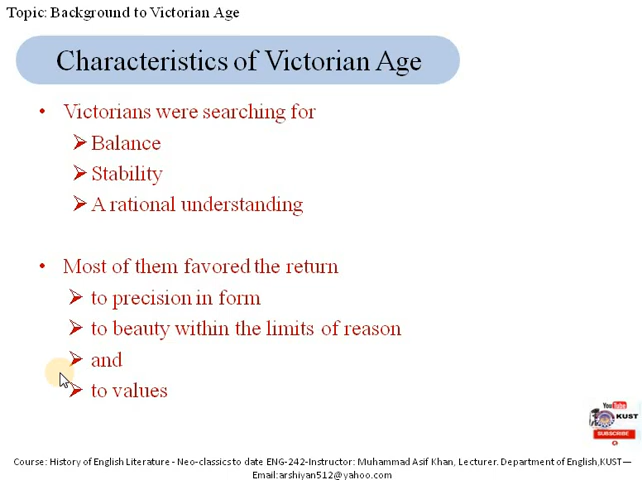 Topic: Background to Victorian Age
Characteristics of Victorian Age
• Victorians were searching for
➤ Balance
➤ Stability
➤ A rational understanding
• Most of them favored the return
➤ to precision in form
➤ to beauty within the limits of reason
➤ and
➤ to values
YouTube
KUST
SUBSCRIBE
Course: History of English Literature - Neo-classics to date ENG-242-Instructor: Muhammad Asif Khan, Lecturer. Department of English,KUST—
Email:arshiyan512@yahoo.com